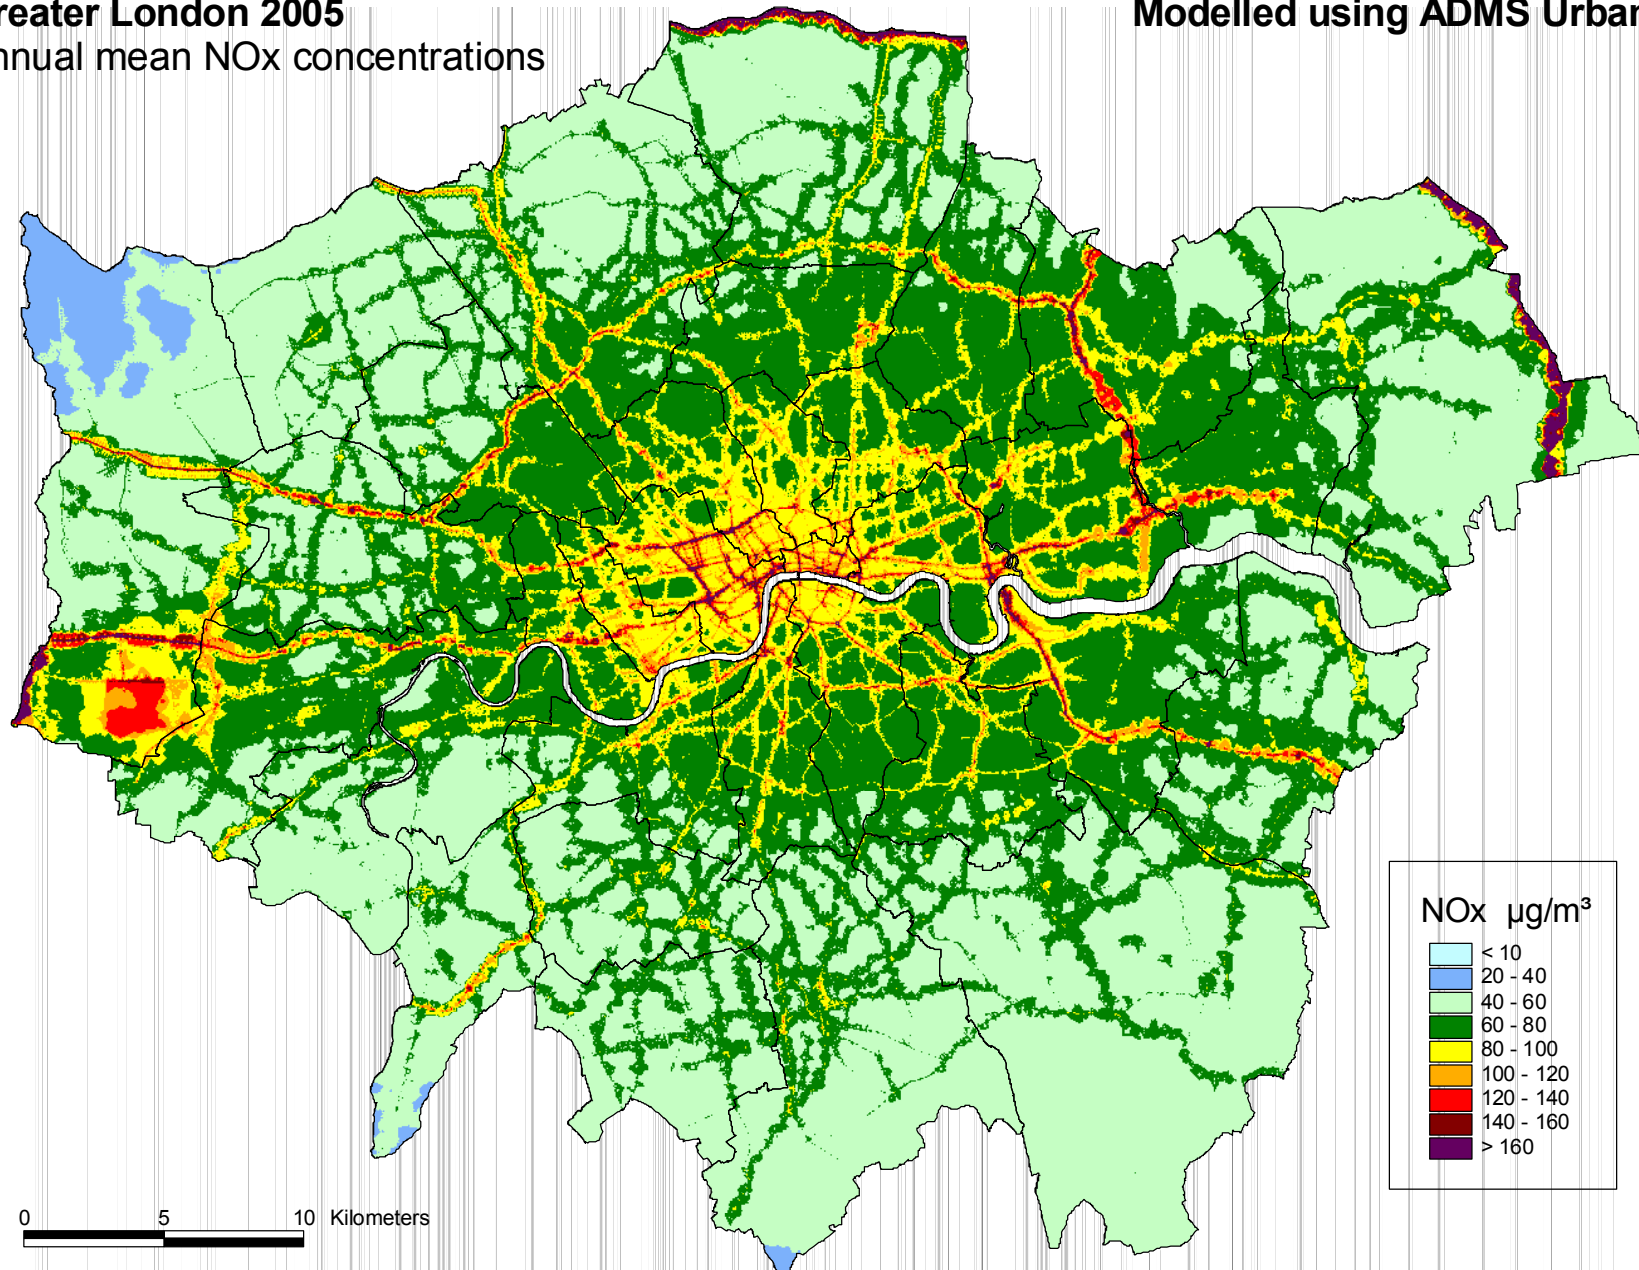 reater London 2005
nnual mean NOx concentrations
Modelled using ADMS Urban
NOx µg/m³
< 10
20 - 40
40 - 60
60 - 80
80 - 100
100 - 120
120 - 140
140 - 160
> 160
0 5 10 Kilometers